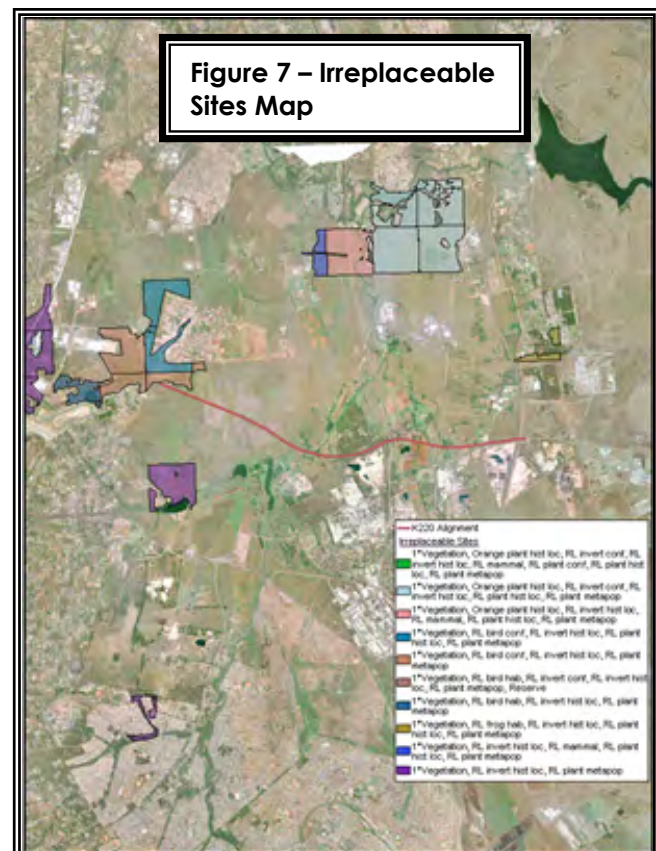 Figure 7 – Irreplaceable
Sites Map
K220 Alignment
Irreplaceable Sites
1°Vegetation, Orange plant hist loc, RL invert conf, RL
invert hist loc, RL mammal, RL plant conf, RL plant hist
loc, RL plant metapop
1°Vegetation, Orange plant hist loc, RL invert conf, RL
invert hist loc, RL plant hist loc, RL plant metapop
1°Vegetation, Orange plant hist loc, RL invert hist loc,
RL mammal, RL plant hist loc, RL plant metapop
1°Vegetation, RL bird conf, RL invert hist loc, RL plant
hist loc, RL plant metapop
1°Vegetation, RL bird conf, RL invert hist loc, RL plant
metapop
1°Vegetation, RL bird hab, RL invert conf, RL invert hist
loc, RL plant metapop, Reserve
1°Vegetation, RL bird hab, RL invert hist loc, RL plant
metapop
1°Vegetation, RL frog hab, RL invert hist loc, RL plant
hist loc, RL plant metapop
1°Vegetation, RL invert hist loc, RL mammal, RL plant
hist loc, RL plant metapop
1°Vegetation, RL invert hist loc, RL plant metapop